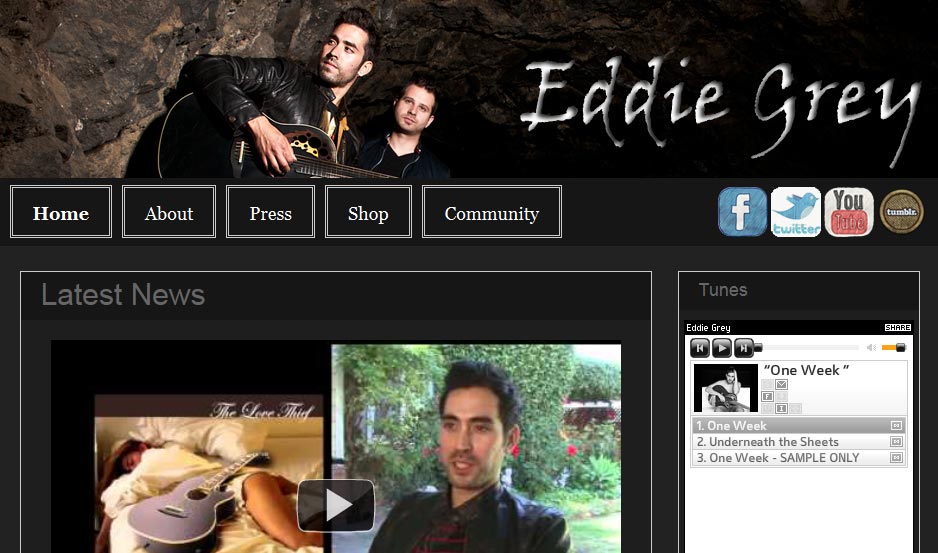 Eddie Grey
Home About Press Shop Community
f twitter You Tube tumblr.
Latest News
Tunes
Eddie Grey SHARE
“One Week ”
1. One Week
2. Underneath the Sheets
3. One Week - SAMPLE ONLY
The Love Thief